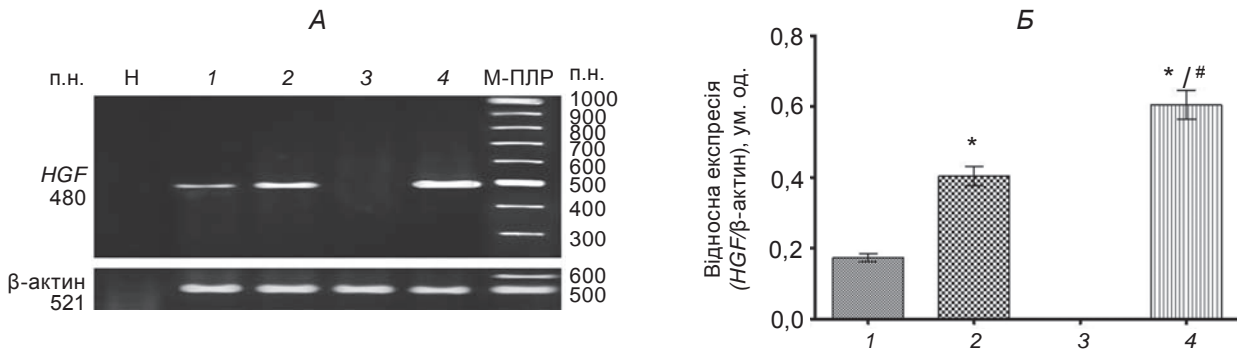 А
п.н.
Н
1
2
3
4
М-ПЛР
п.н.
HGF
480
1000
900
800
700
600
500
400
300
β-актин
521
600
500
Б
Відносна експресія
(HGF/β-актин), ум. од.
0,8
0,6
0,4
0,2
0,0
*
* / #
1
2
3
4